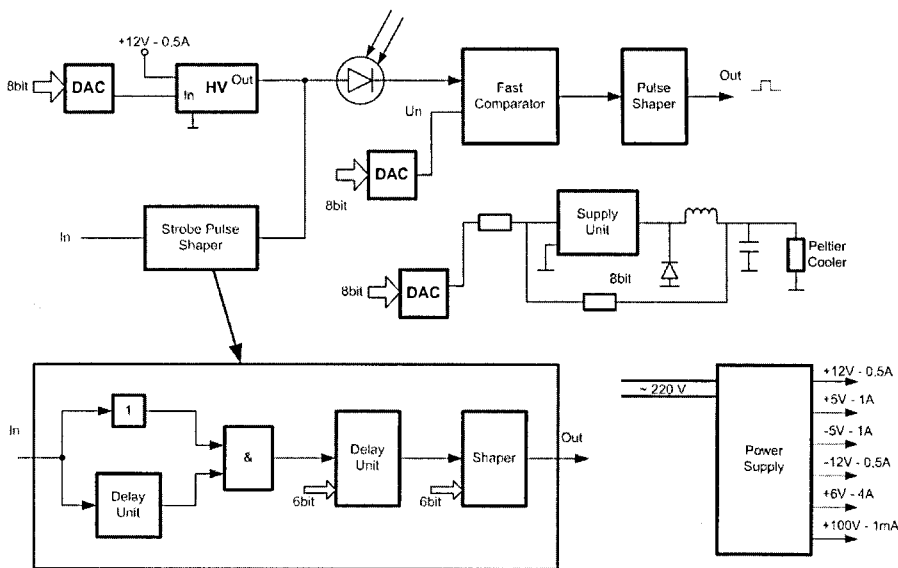 +12V - 0.5A
8bit
DAC
In
HV
Out
Un
Fast
Comparator
Pulse
Shaper
Out
8bit
DAC
In
Strobe Pulse
Shaper
8bit
DAC
Supply
Unit
8bit
Peltier
Cooler
In
1
Delay
Unit
&
Delay
Unit
6bit
Shaper
6bit
Out
~ 220 V
Power
Supply
+12V - 0.5A
+5V - 1A
-5V - 1A
-12V - 0.5A
+6V - 4A
+100V - 1mA